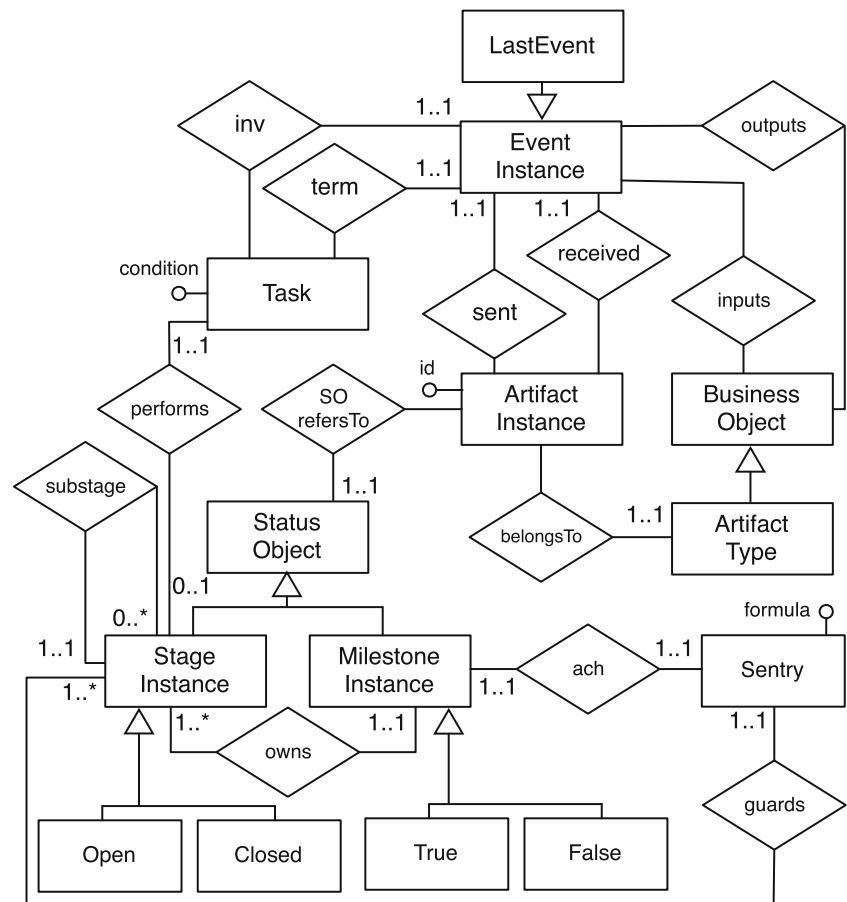 LastEvent
inv
1..1
Event
Instance
outputs
term
1..1
1..1
1..1
received
condition
Task
sent
inputs
1..1
id
performs
SO
refersTo
Artifact
Instance
Business
Object
substage
1..1
Status
Object
belongsTo
1..1
Artifact
Type
0..1
0..*
formula
1..1
Stage
Instance
Milestone
Instance
ach
1..1
1..1
Sentry
1..*
1..*
1..1
1..1
owns
guards
Open
Closed
True
False